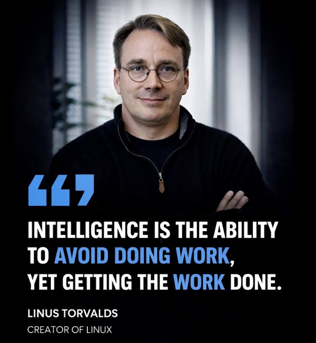 INTELLIGENCE IS THE ABILITY
TO AVOID DOING WORK,
YET GETTING THE WORK DONE.
LINUS TORVALDS
CREATOR OF LINUX